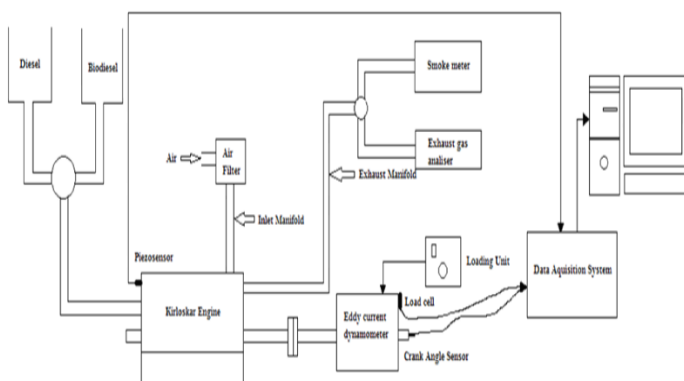 Diesel
Biodiesel
Smoke meter
Air
Air
Filter
Exhaust gas
analiser
Exhaust Manifold
Inlet Manifold
Piezosensor
Loading Unit
Data Aquisition System
Kirloskar Engine
Eddy current
dynamometer
Load cell
Crank Angle Sensor